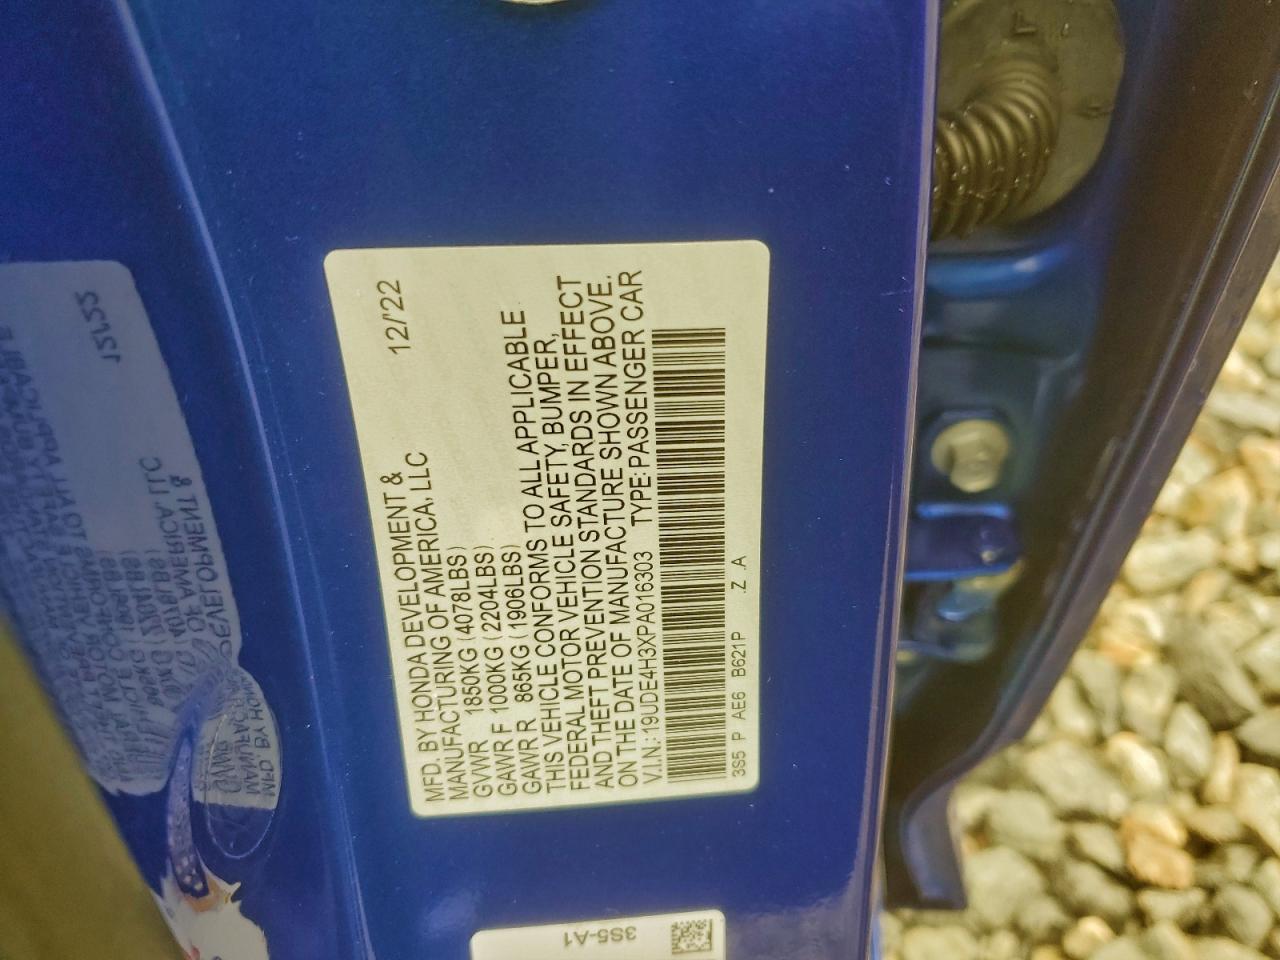 MFD. BY HONDA DEVELOPMENT &
MANUFACTURING OF AMERICA, LLC 12/'22
GVWR 1850KG (4078LBS)
GAWR F 1000KG (2204LBS)
GAWR R 865KG (1906LBS)
THIS VEHICLE CONFORMS TO ALL APPLICABLE
FEDERAL MOTOR VEHICLE SAFETY, BUMPER,
AND THEFT PREVENTION STANDARDS IN EFFECT
ON THE DATE OF MANUFACTURE SHOWN ABOVE.
V.I.N.: 19UDE4H3XPA016303 TYPE: PASSENGER CAR
3S5 P AE6 B621P .Z .A
3S5-A1